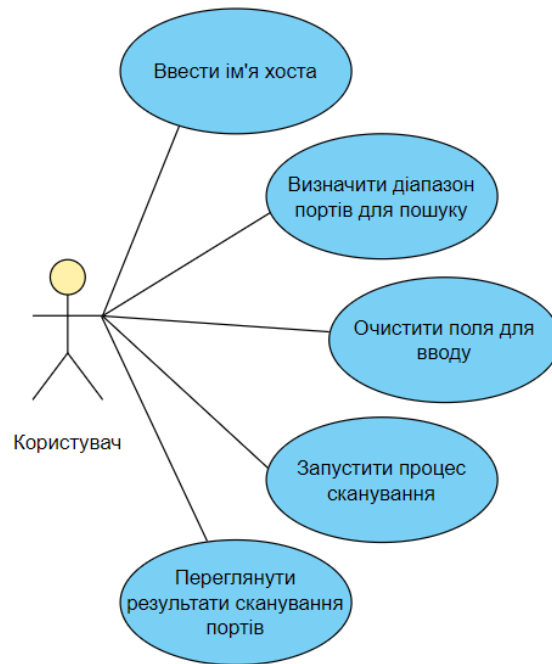 Ввести ім'я хоста
Визначити діапазон
портів для пошуку
Очистити поля для
вводу
Користувач
Запустити процес
сканування
Переглянути
результати сканування
портів